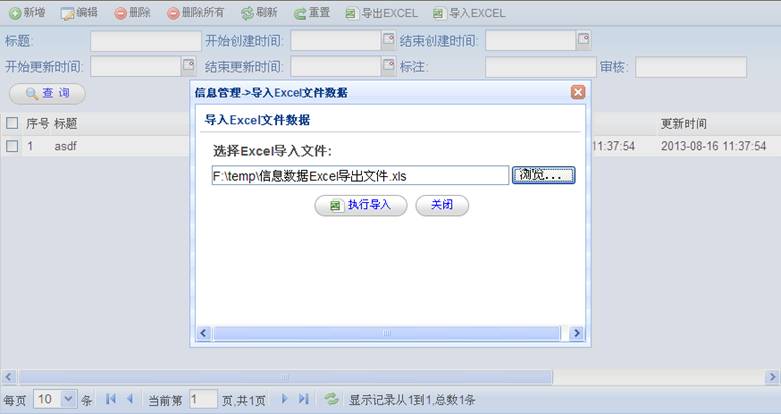 新增 编辑 删除 删除所有 刷新 重置 导出EXCEL 导入EXCEL
标题: 开始创建时间: 结束创建时间:
开始更新时间: 结束更新时间: 标注: 审核:
查 询
信息管理->导入Excel文件数据
导入Excel文件数据
选择Excel导入文件:
F:\temp\信息数据Excel导出文件.xls 浏览...
执行导入 关闭
序号 标题 更新时间
1 asdf 11:37:54 2013-08-16 11:37:54
每页 10 条 当前第 1 页,共1页 显示记录从1到1,总数1条